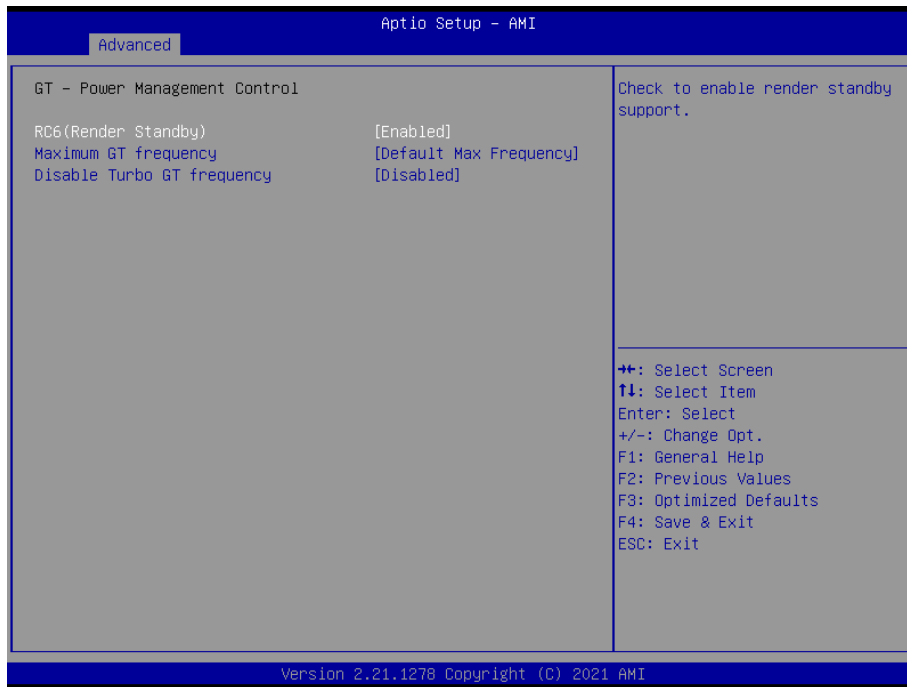 Aptio Setup – AMI
Advanced
GT – Power Management Control
RC6(Render Standby) [Enabled]
Maximum GT frequency [Default Max Frequency]
Disable Turbo GT frequency [Disabled]
Check to enable render standby
support.
→←: Select Screen
↑↓: Select Item
Enter: Select
+/-: Change Opt.
F1: General Help
F2: Previous Values
F3: Optimized Defaults
F4: Save & Exit
ESC: Exit
Version 2.21.1278 Copyright (C) 2021 AMI